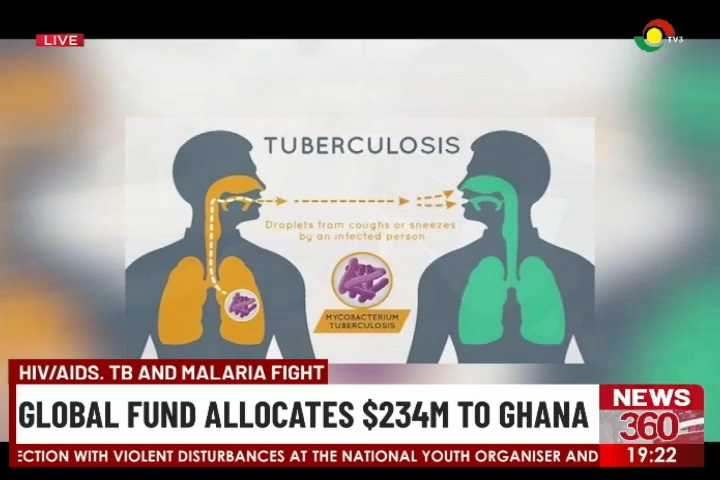 LIVE
TV3
TUBERCULOSIS
Droplets from coughs or sneezes
by an infected person
MYCOBACTERIUM
TUBERCULOSIS
HIV/AIDS. TB AND MALARIA FIGHT
GLOBAL FUND ALLOCATES $234M TO GHANA
NEWS
360
ECTION WITH VIOLENT DISTURBANCES AT THE NATIONAL YOUTH ORGANISER AND
19:22